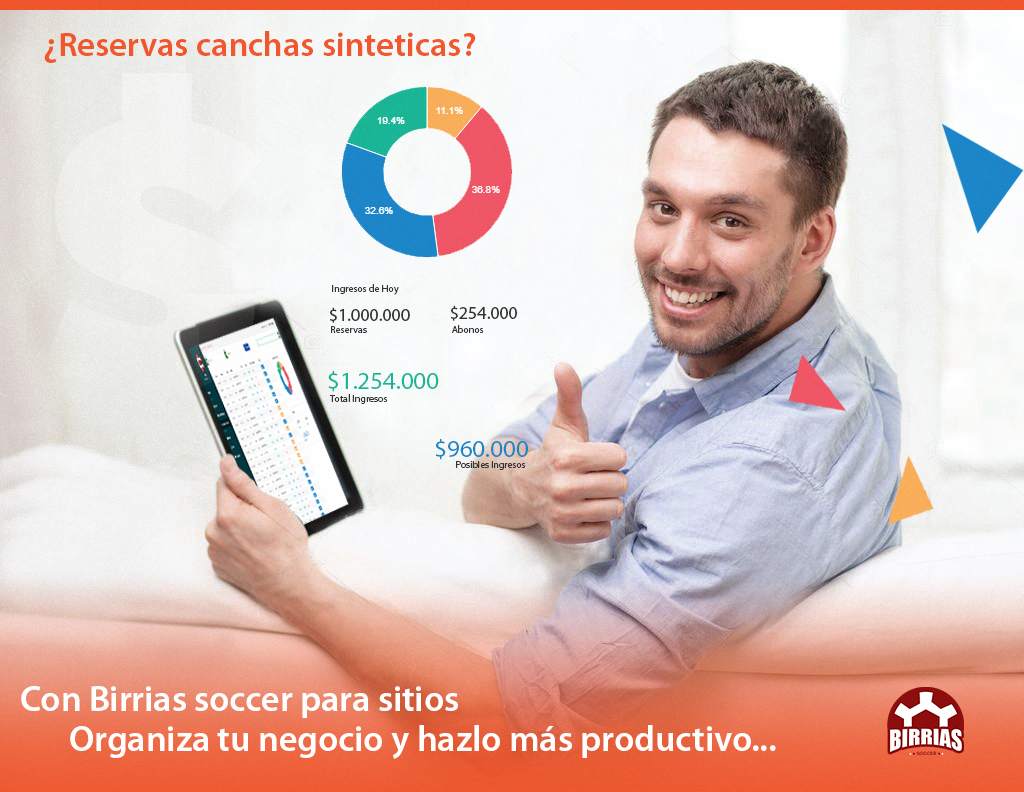 ¿Reservas canchas sinteticas?
11.1%
19.4%
36.8%
32.6%
Ingresos de Hoy
$1.000.000
Reservas
$254.000
Abonos
$1.254.000
Total Ingresos
$960.000
Posibles Ingresos
Con Birrias soccer para sitios
Organiza tu negocio y hazlo más productivo...
BIRRIAS
SOCCER